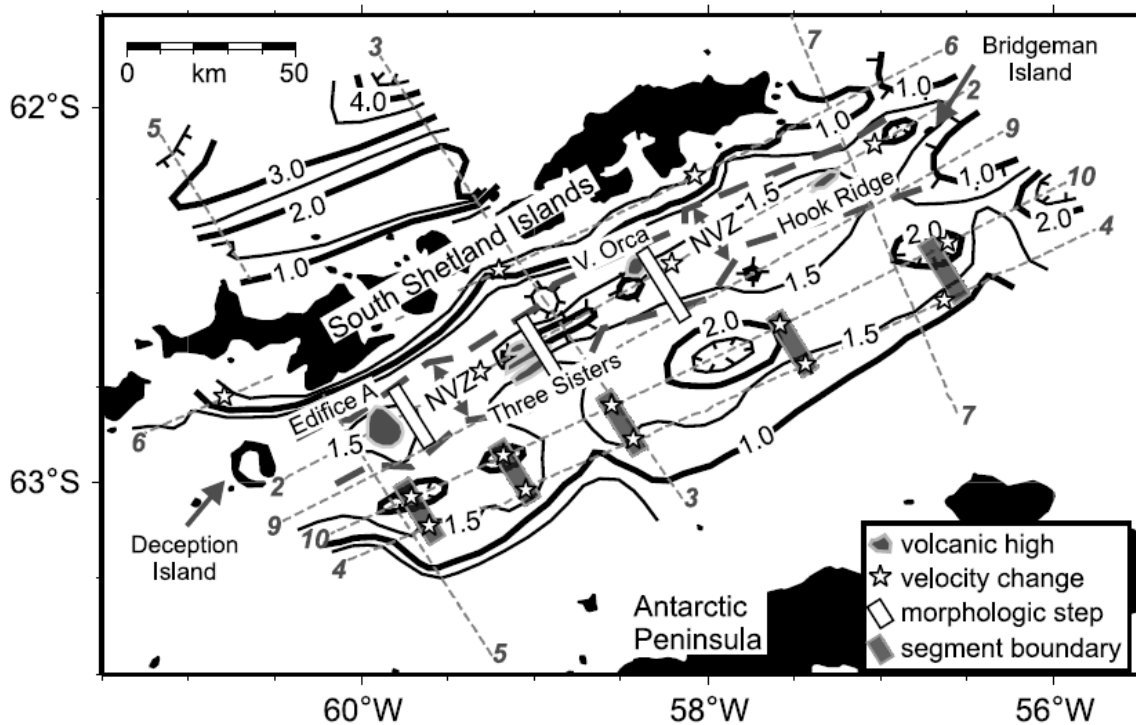 0
km
50
3
7
6
Bridgeman
Island
62°S
4.0
5
1.0
1.0
2
9
3.0
2.0
1.0
10
1.0
South Shetland Islands
NVZ
1.5
Hook Ridge
V. Orca
2.0
2.0
4
1.5
2.0
1.5
Edifice A
NVZ
Three Sisters
6
1.5
1.0
7
63°S
2
9
10
1.5
3
4
Deception
Island
5
Antarctic
Peninsula
volcanic high
velocity change
morphologic step
segment boundary
60°W
58°W
56°W